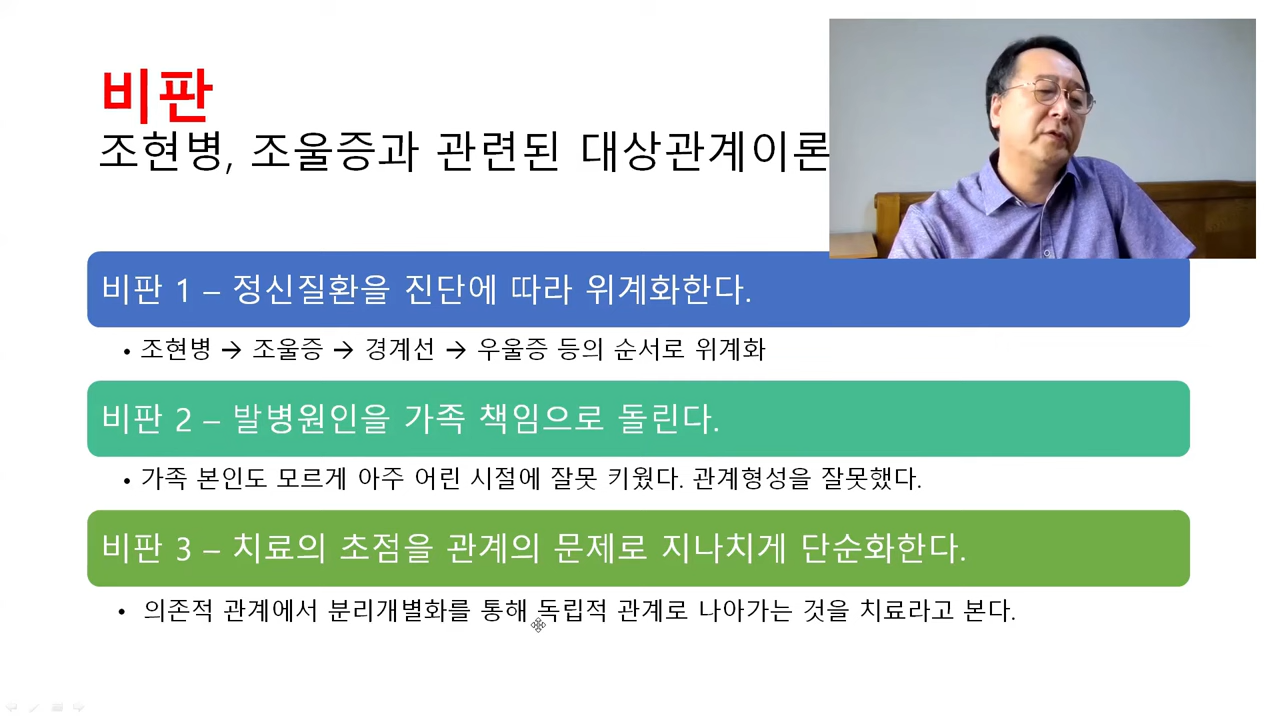 비판
조현병, 조울증과 관련된 대상관계이론
비판 1 – 정신질환을 진단에 따라 위계화한다.
• 조현병 → 조울증 → 경계선 → 우울증 등의 순서로 위계화
비판 2 – 발병원인을 가족 책임으로 돌린다.
• 가족 본인도 모르게 아주 어린 시절에 잘못 키웠다. 관계형성을 잘못했다.
비판 3 – 치료의 초점을 관계의 문제로 지나치게 단순화한다.
• 의존적 관계에서 분리개별화를 통해 독립적 관계로 나아가는 것을 치료라고 본다.